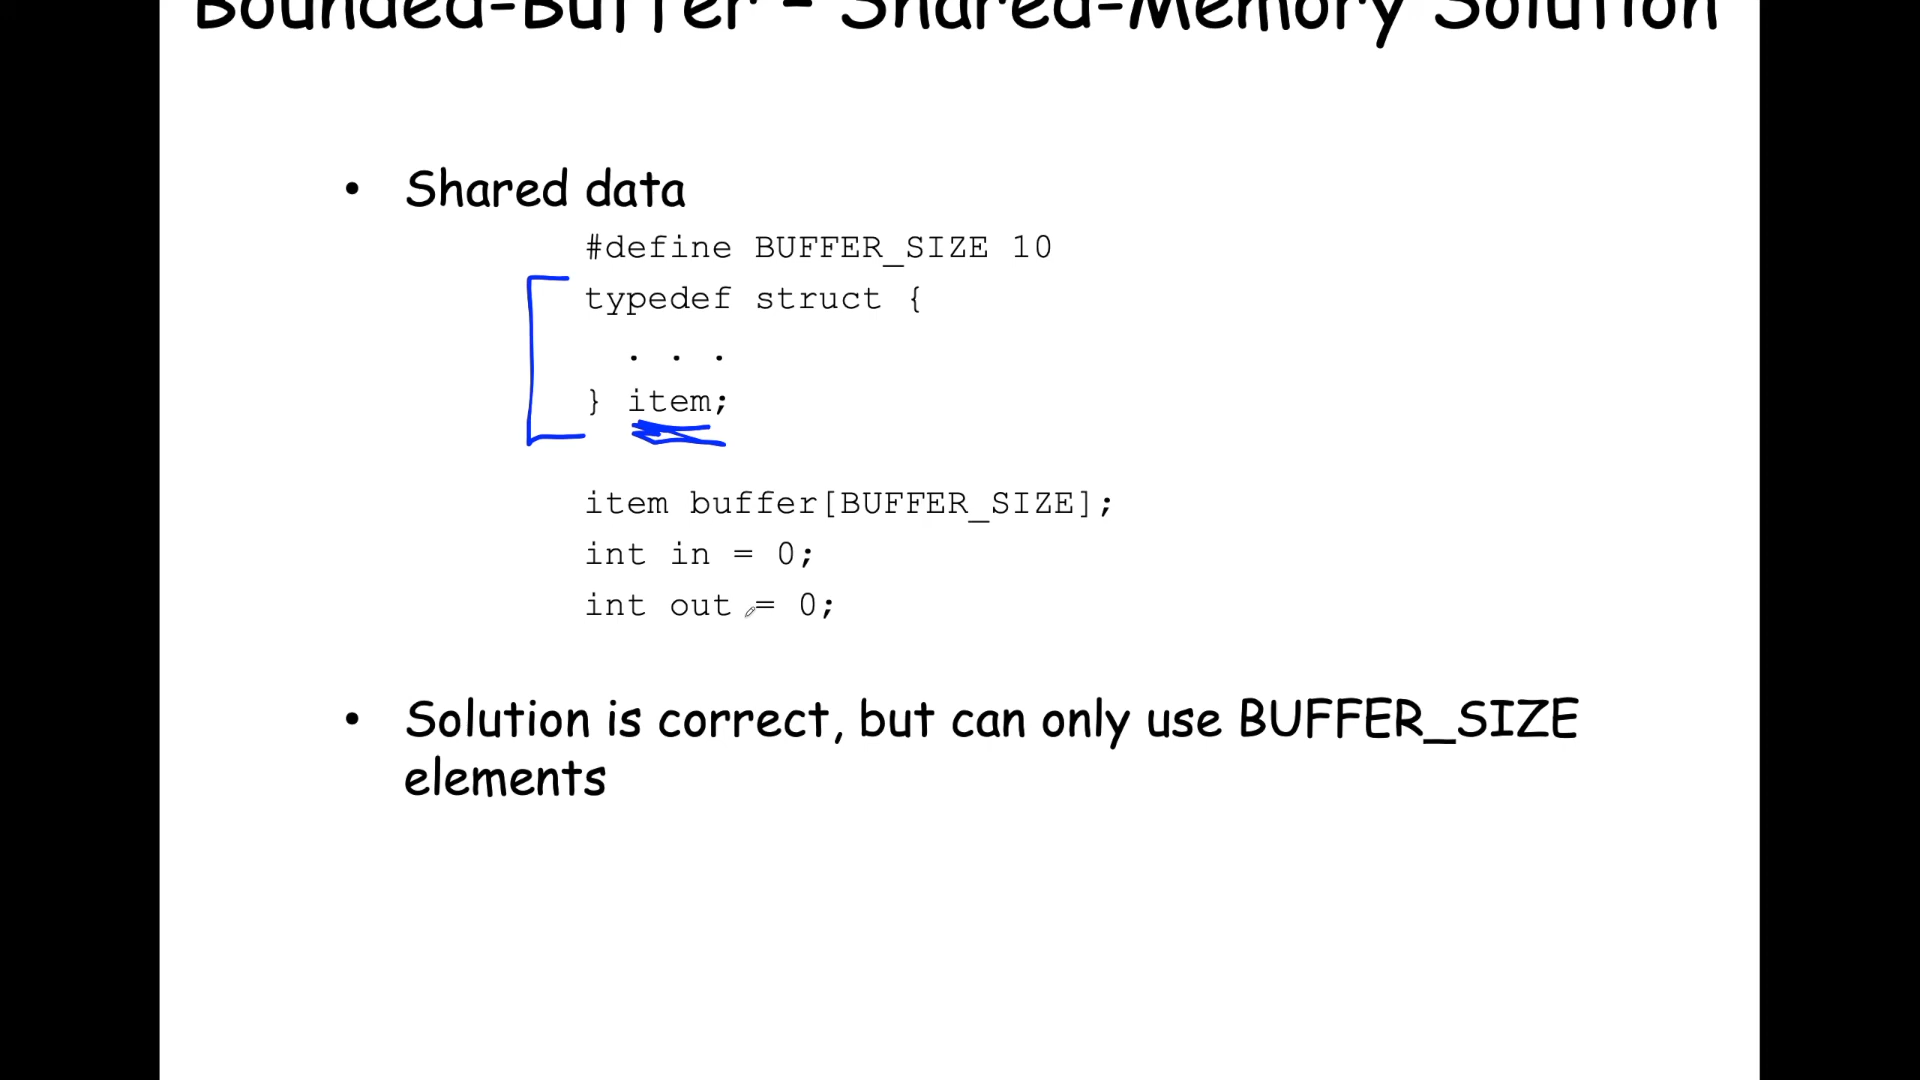 Bounded-Buffer – Shared-Memory Solution
• Shared data
#define BUFFER_SIZE 10
typedef struct {
. . .
} item;
item buffer[BUFFER_SIZE];
int in = 0;
int out = 0;
• Solution is correct, but can only use BUFFER_SIZE
elements